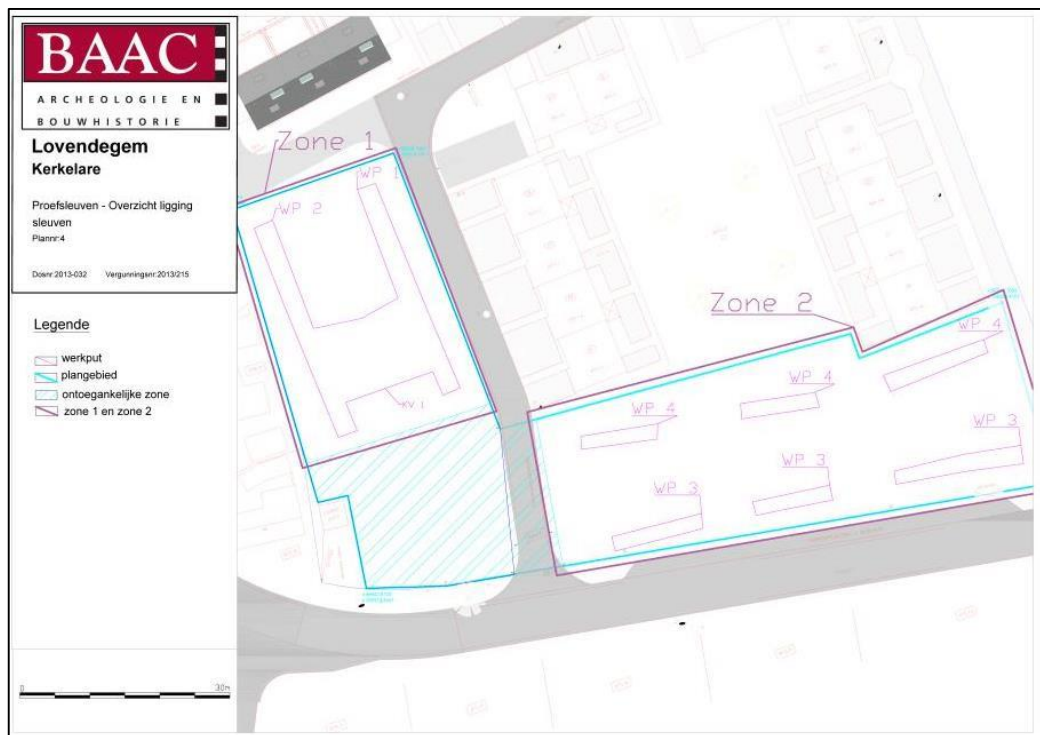 BAAC
ARCHEOLOGIE EN
BOUWHISTORIE
Lovendegem
Kerkelare
Proefsleuven - Overzicht ligging
sleuven
Plannr:4
Dosnr:2013-032 Vergunningsnr:2013/215
Legende
werkput
plangebied
ontoegankelijke zone
zone 1 en zone 2
0 30m
Zone 1
WP 1
WP 2
KV 1
Zone 2
WP 4
WP 4
WP 4
WP 3
WP 3
WP 3